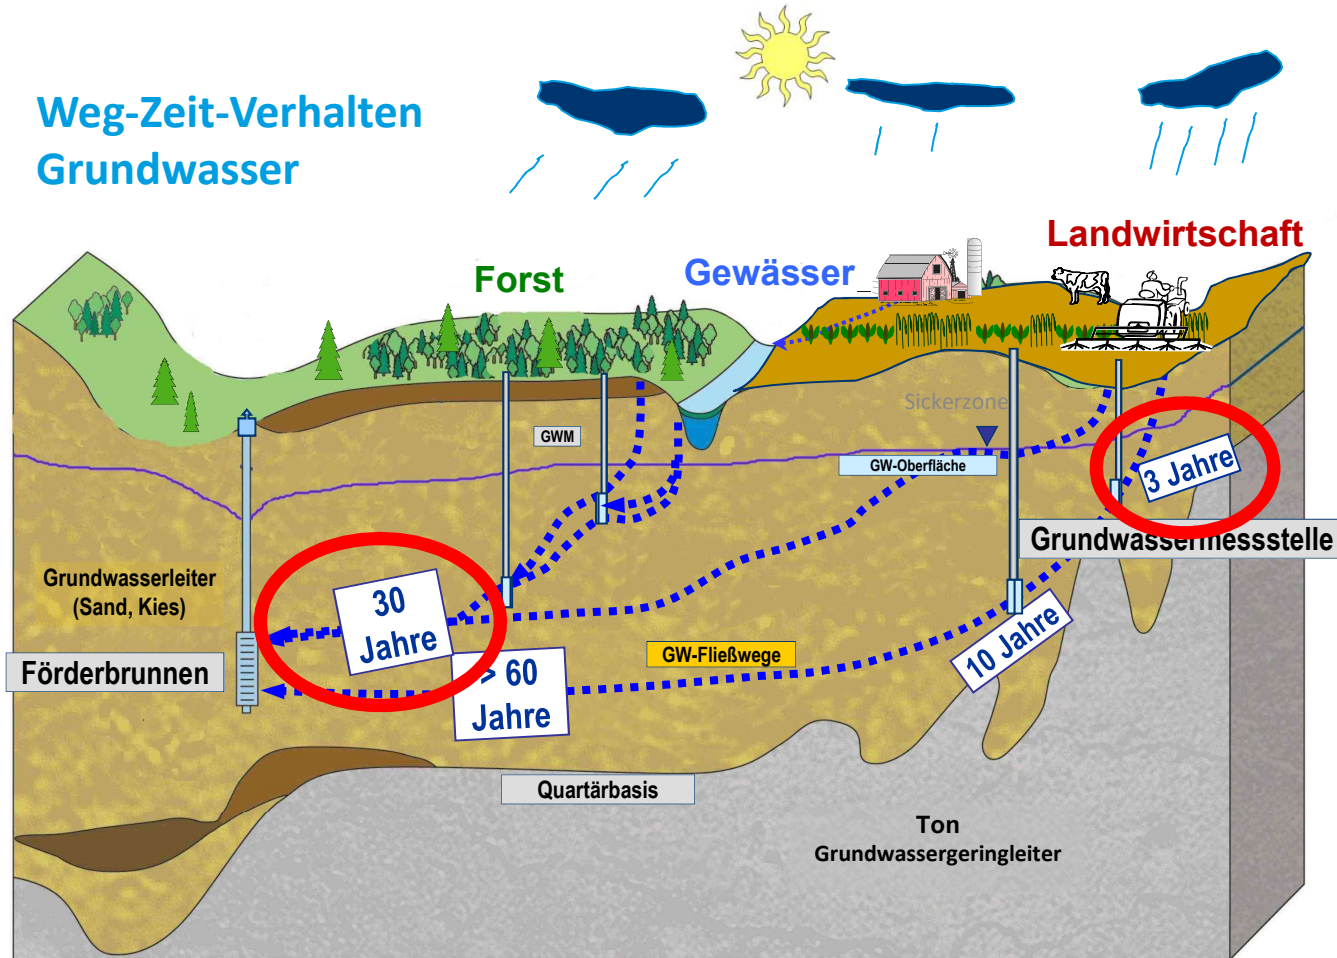 Weg-Zeit-Verhalten
Grundwasser
Landwirtschaft
Gewässer
Forst
Sickerzone
GWM
GW-Oberfläche
3 Jahre
Grundwassermessstelle
Grundwasserleiter
(Sand, Kies)
30
Jahre
10 Jahre
GW-Fließwege
Förderbrunnen
> 60
Jahre
Quartärbasis
Ton
Grundwassergeringleiter